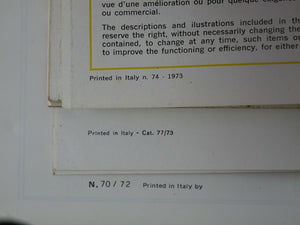 vue d'une amélioration ou pour quelque exigence
ou commercial.
The descriptions and ilustrations included in th
reserve the right, without necessarily changing the
contained, to change at any time, such items or
to improve the functioning or efficiency, for either
Printed in Italy n. 74 - 1973
Printed in Italy - Cat. 77/73
N. 70 / 72 Printed in Italy by